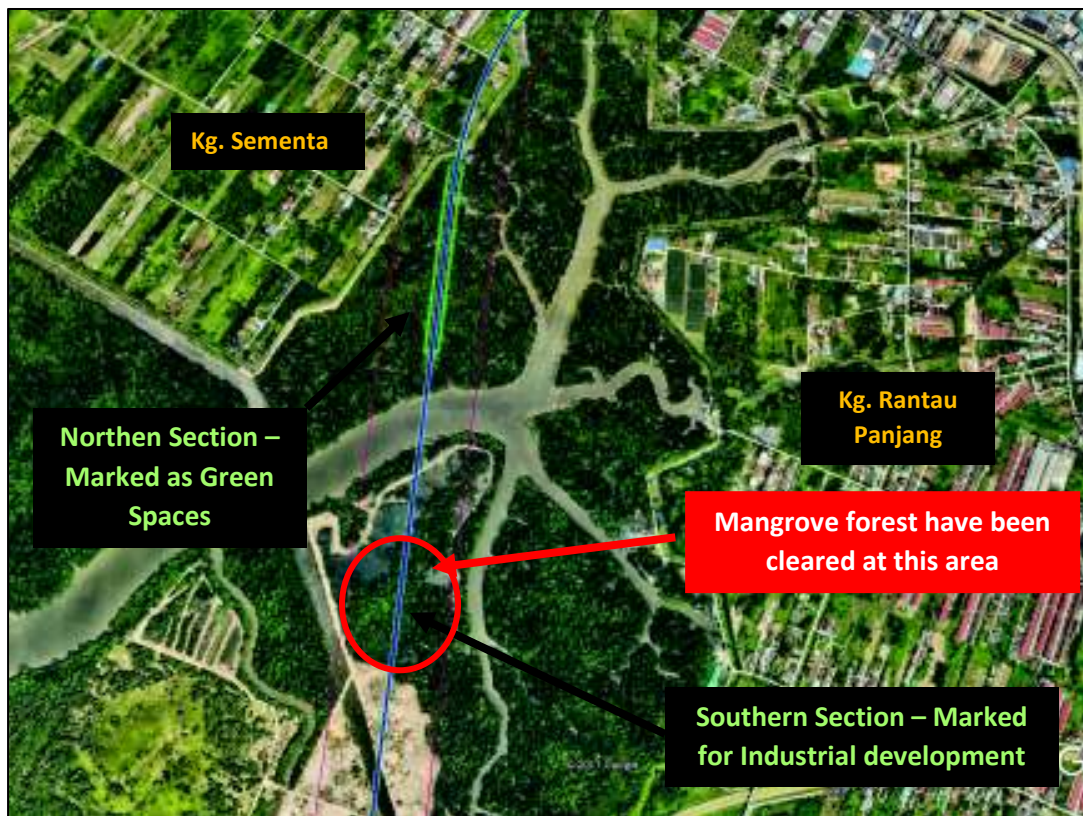 Kg. Sementa
Northen Section –
Marked as Green
Spaces
Kg. Rantau
Panjang
Mangrove forest have been
cleared at this area
Southern Section – Marked
for Industrial development